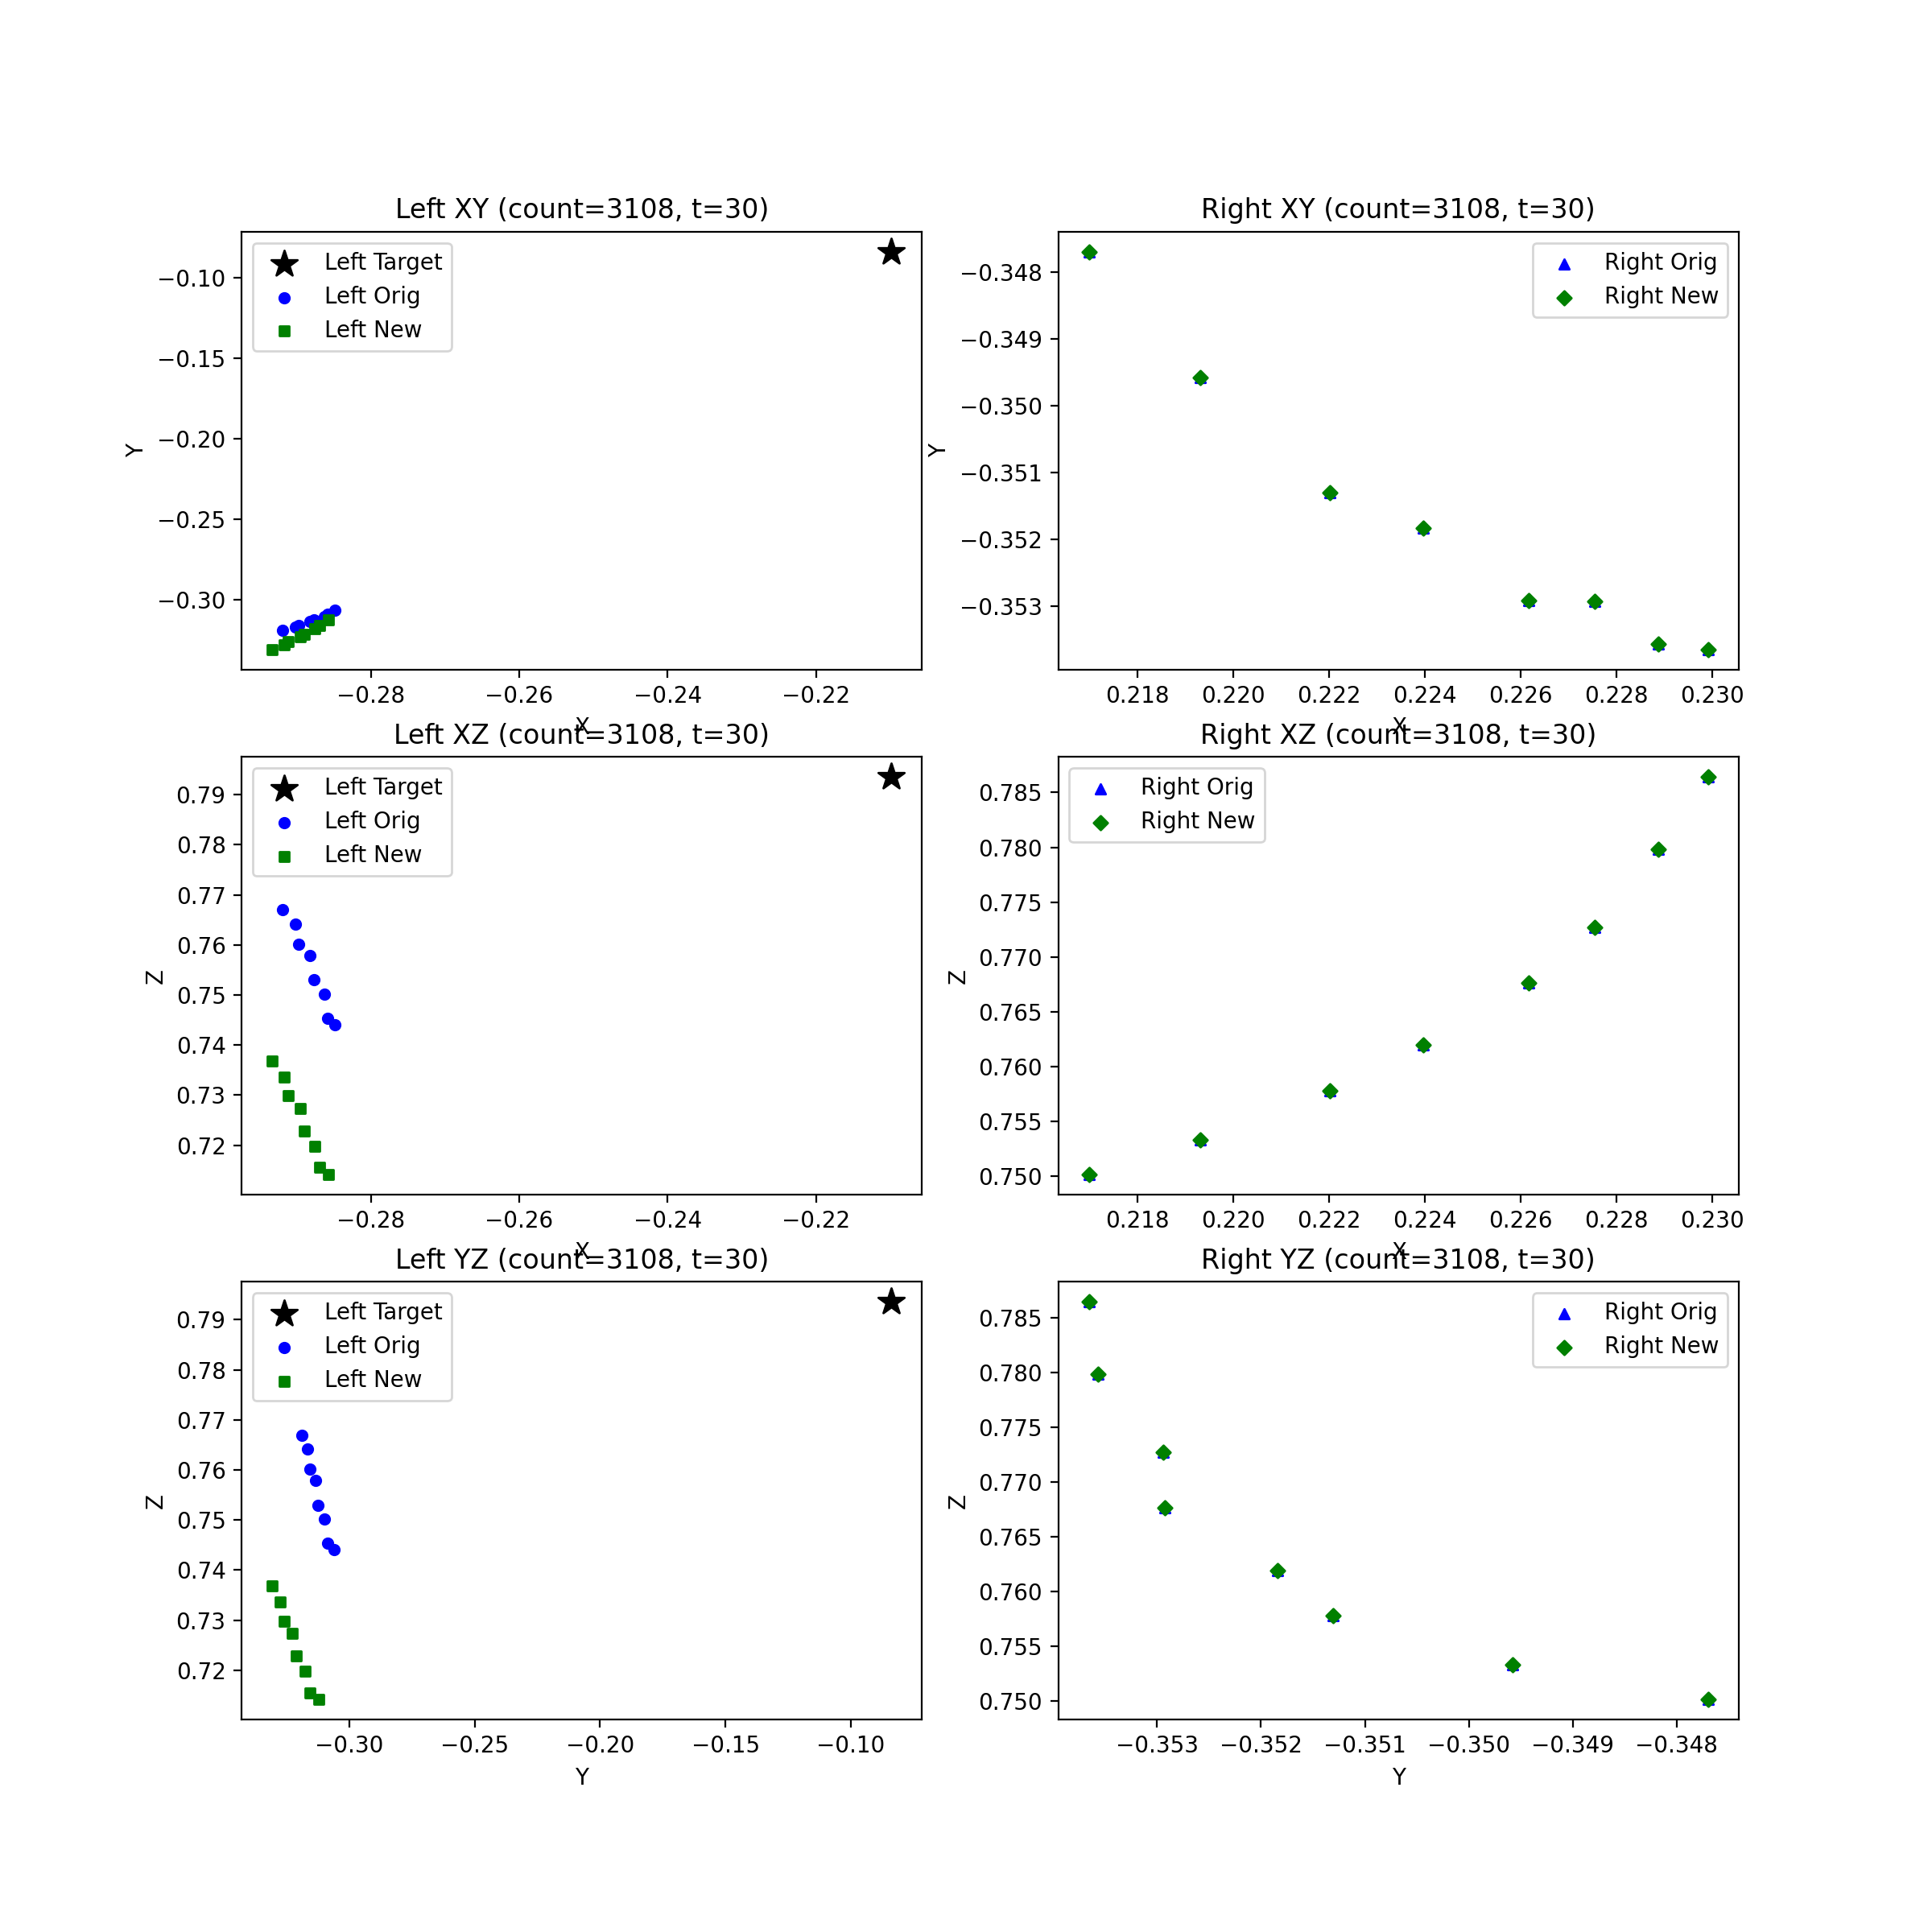 Left XY (count=3108, t=30)
Left Target
Left Orig
Left New
−0.10
−0.15
−0.20
−0.25
−0.30
Y
−0.28
−0.26
−0.24
−0.22
X
Right XY (count=3108, t=30)
Right Orig
Right New
−0.348
−0.349
−0.350
−0.351
−0.352
−0.353
Y
0.218
0.220
0.222
0.224
0.226
0.228
0.230
X
Left XZ (count=3108, t=30)
Left Target
Left Orig
Left New
0.79
0.78
0.77
0.76
0.75
0.74
0.73
0.72
Z
−0.28
−0.26
−0.24
−0.22
X
Right XZ (count=3108, t=30)
Right Orig
Right New
0.785
0.780
0.775
0.770
0.765
0.760
0.755
0.750
Z
0.218
0.220
0.222
0.224
0.226
0.228
0.230
X
Left YZ (count=3108, t=30)
Left Target
Left Orig
Left New
0.79
0.78
0.77
0.76
0.75
0.74
0.73
0.72
Z
−0.30
−0.25
−0.20
−0.15
−0.10
Y
Right YZ (count=3108, t=30)
Right Orig
Right New
0.785
0.780
0.775
0.770
0.765
0.760
0.755
0.750
Z
−0.353
−0.352
−0.351
−0.350
−0.349
−0.348
Y